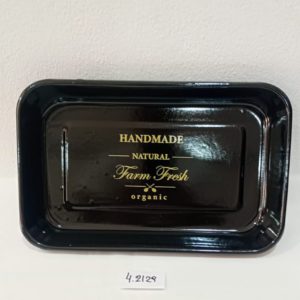 HANDMADE
NATURAL
Farm Fresh
organic
4.2129